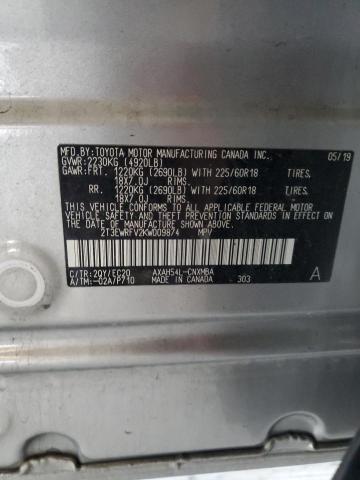 MFD.BY:TOYOTA MOTOR MANUFACTURING CANADA INC. 05/19
GVWR:2230KG (4920LB)
GAWR:FRT. 1220KG (2690LB) WITH 225/60R18 TIRES,
18X7.0J RIMS.
RR. 1220KG (2690LB) WITH 225/60R18 TIRES,
18X7.0J RIMS.
THIS VEHICLE CONFORMS TO ALL APPLICABLE FEDERAL MOTOR
VEHICLE SAFETY AND BUMPER STANDARDS IN EFFECT ON
THE DATE OF MANUFACTURE SHOWN ABOVE.
2T3EWRFV2KW009874 MPV
C/TR:2QY/EC20 AXAH54L-CNXMBA A
A/TM:-02A/P710 MADE IN CANADA 303